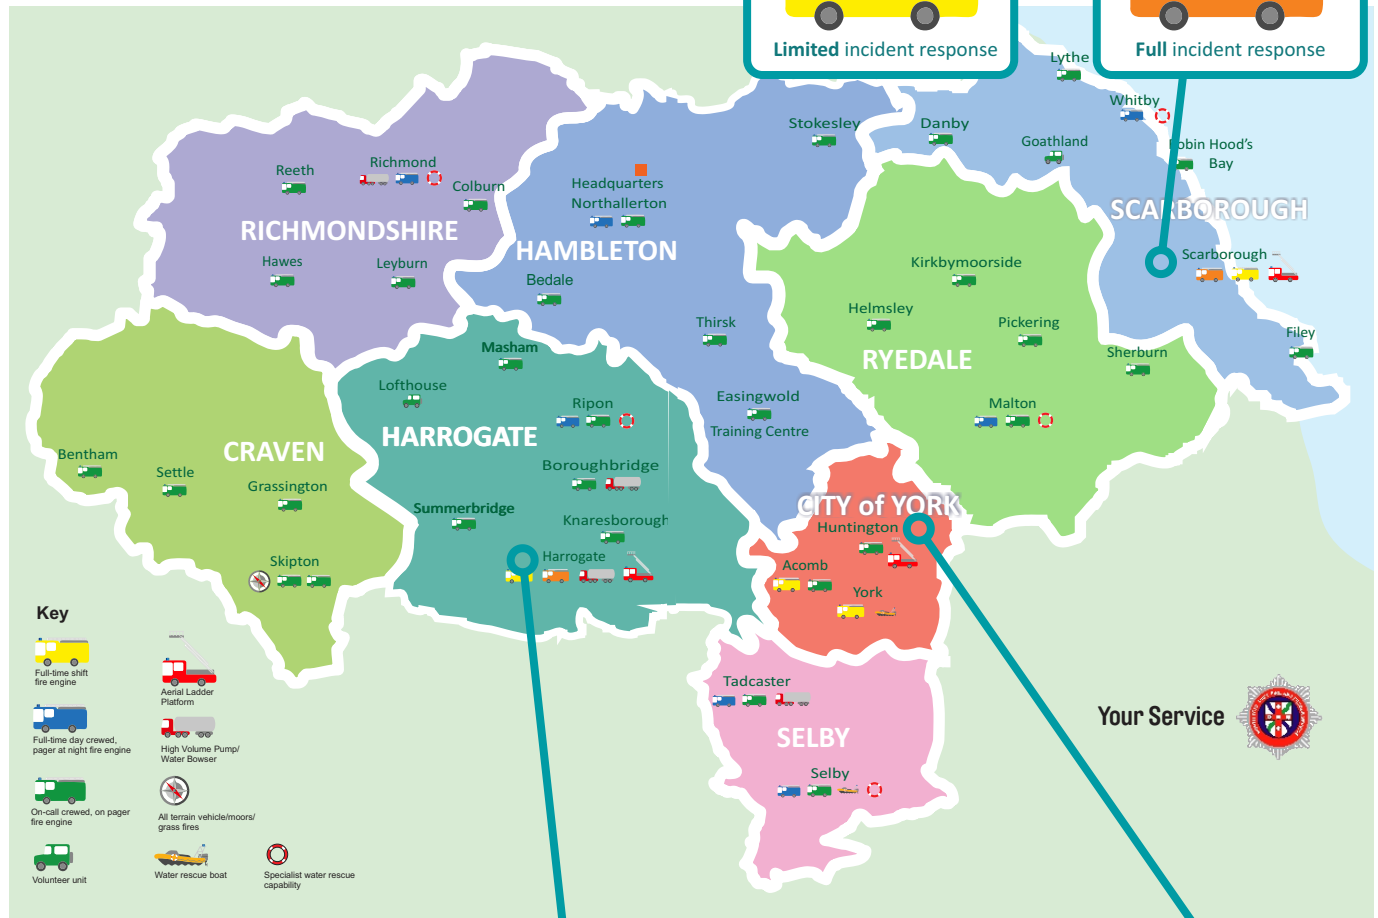 Limited incident response
Full incident response
Lythe
Whitby
Stokesley
Danby
Goathland
Robin Hood's
Bay
Reeth
Richmond
Colburn
Headquarters
Northallerton
SCARBOROUGH
RICHMONDSHIRE
HAMBLETON
Hawes
Leyburn
Bedale
Kirkbymoorside
Scarborough
Helmsley
Thirsk
Pickering
Filey
Masham
RYEDALE
Sherburn
Lofthouse
Ripon
Easingwold
Training Centre
Malton
HARROGATE
CRAVEN
Bentham
Settle
Grassington
Boroughbridge
Summerbridge
Knaresborough
CITY of YORK
Huntington
Skipton
Harrogate
Acomb
York
Tadcaster
SELBY
Selby
Key
Full-time shift
fire engine
Aerial Ladder
Platform
Full-time day crewed,
pager at night fire engine
High Volume Pump/
Water Bowser
On-call crewed, on pager
fire engine
All terrain vehicle/moors/
grass fires
Volunteer unit
Water rescue boat
Specialist water rescue
capability
Your Service